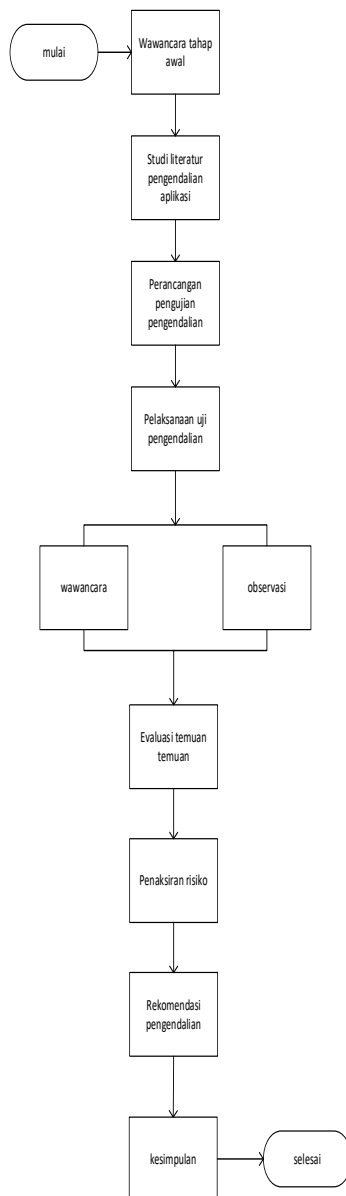 mulai
Wawancara tahap
awal
Studi literatur
pengendalian
aplikasi
Perancangan
pengujian
pengendalian
Pelaksanaan uji
pengendalian
wawancara
observasi
Evaluasi temuan
temuan
Penaksiran risiko
Rekomendasi
pengendalian
kesimpulan
selesai